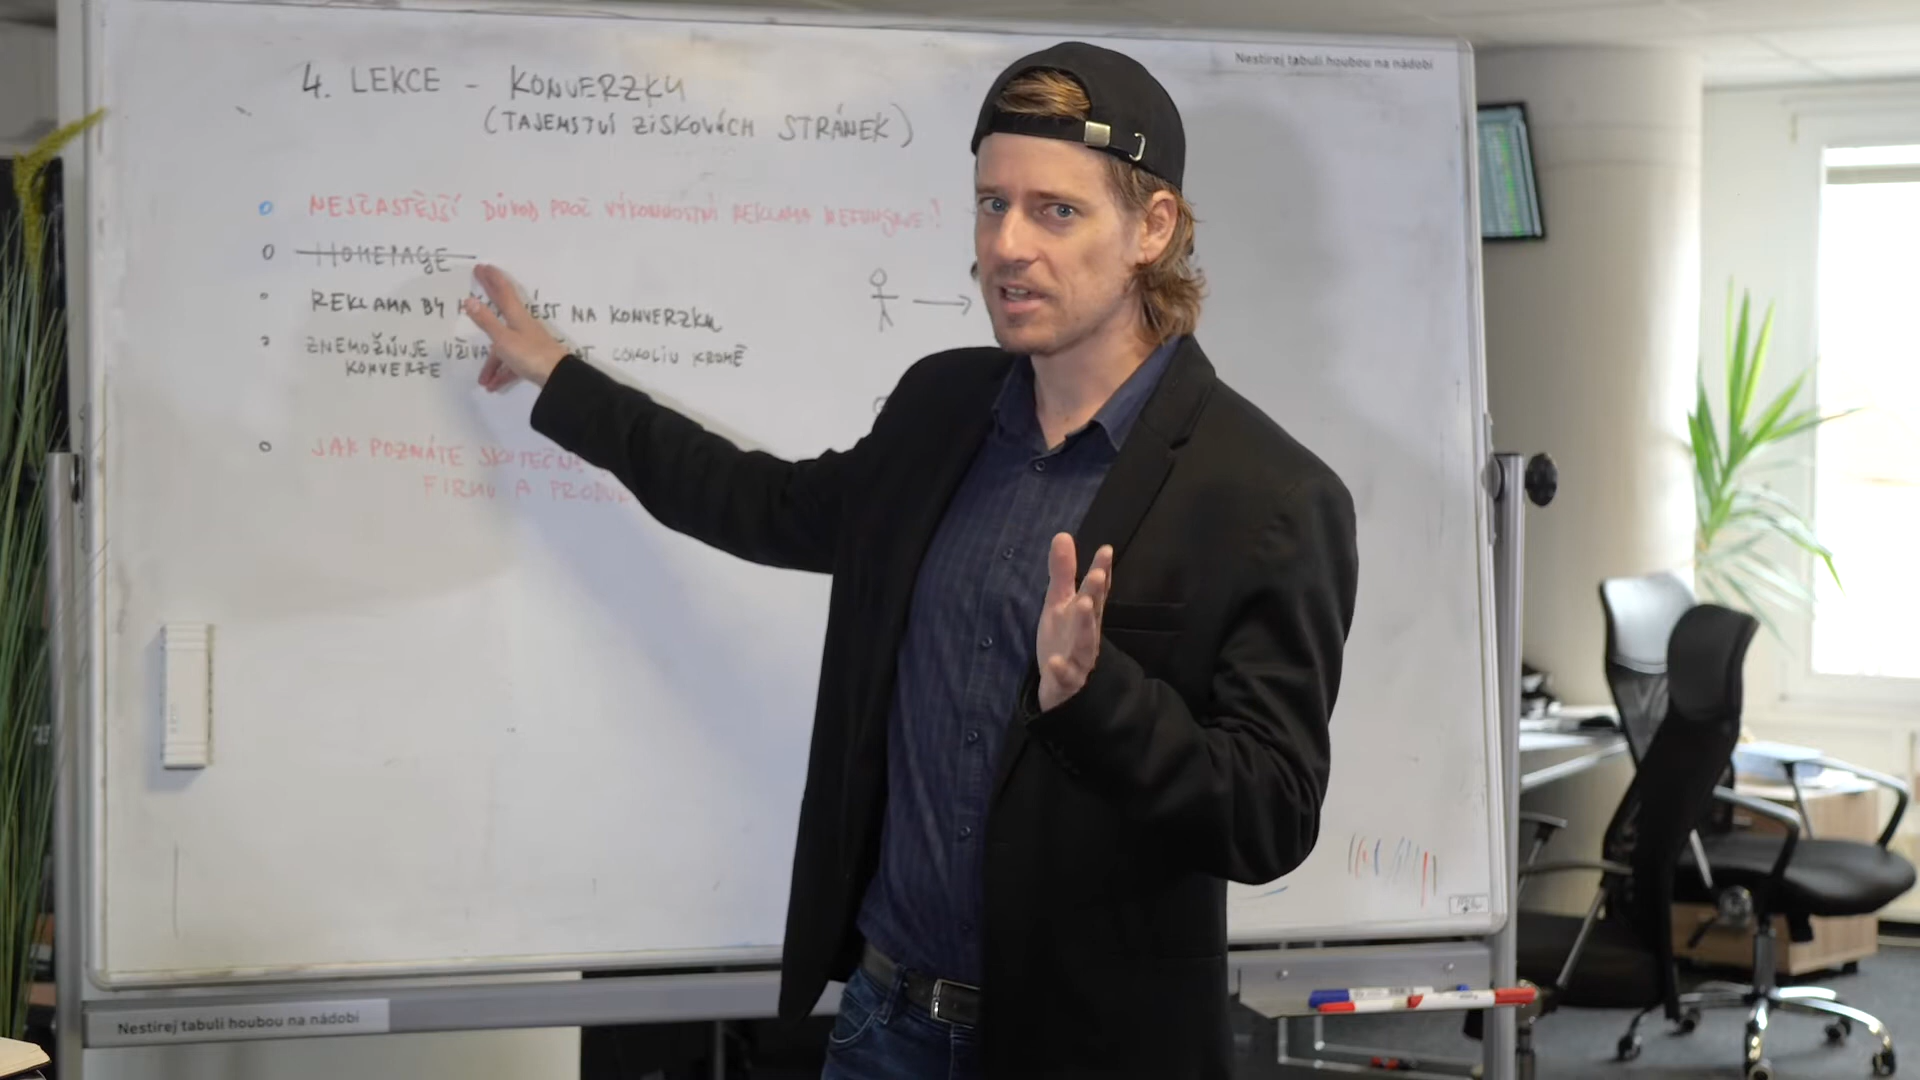 Nestírej tabuli houbou na nádobí
4. LEKCE - KONVERZKY
(TAJEMSTVÍ ZISKOVÝCH STRÁNEK)
NEJČASTĚJŠÍ DŮVOD PROČ VÝKONNOSTNÍ REKLAMA NEFUNGUJE!
HOMEPAGE
REKLAMA BY NA KONVERZKU
ZNEMOŽŇUJE COKOLIV KROMĚ
KONVERZE
JAK POZNÁTE
FIRMU A
Nestírej tabuli houbou na nádobí